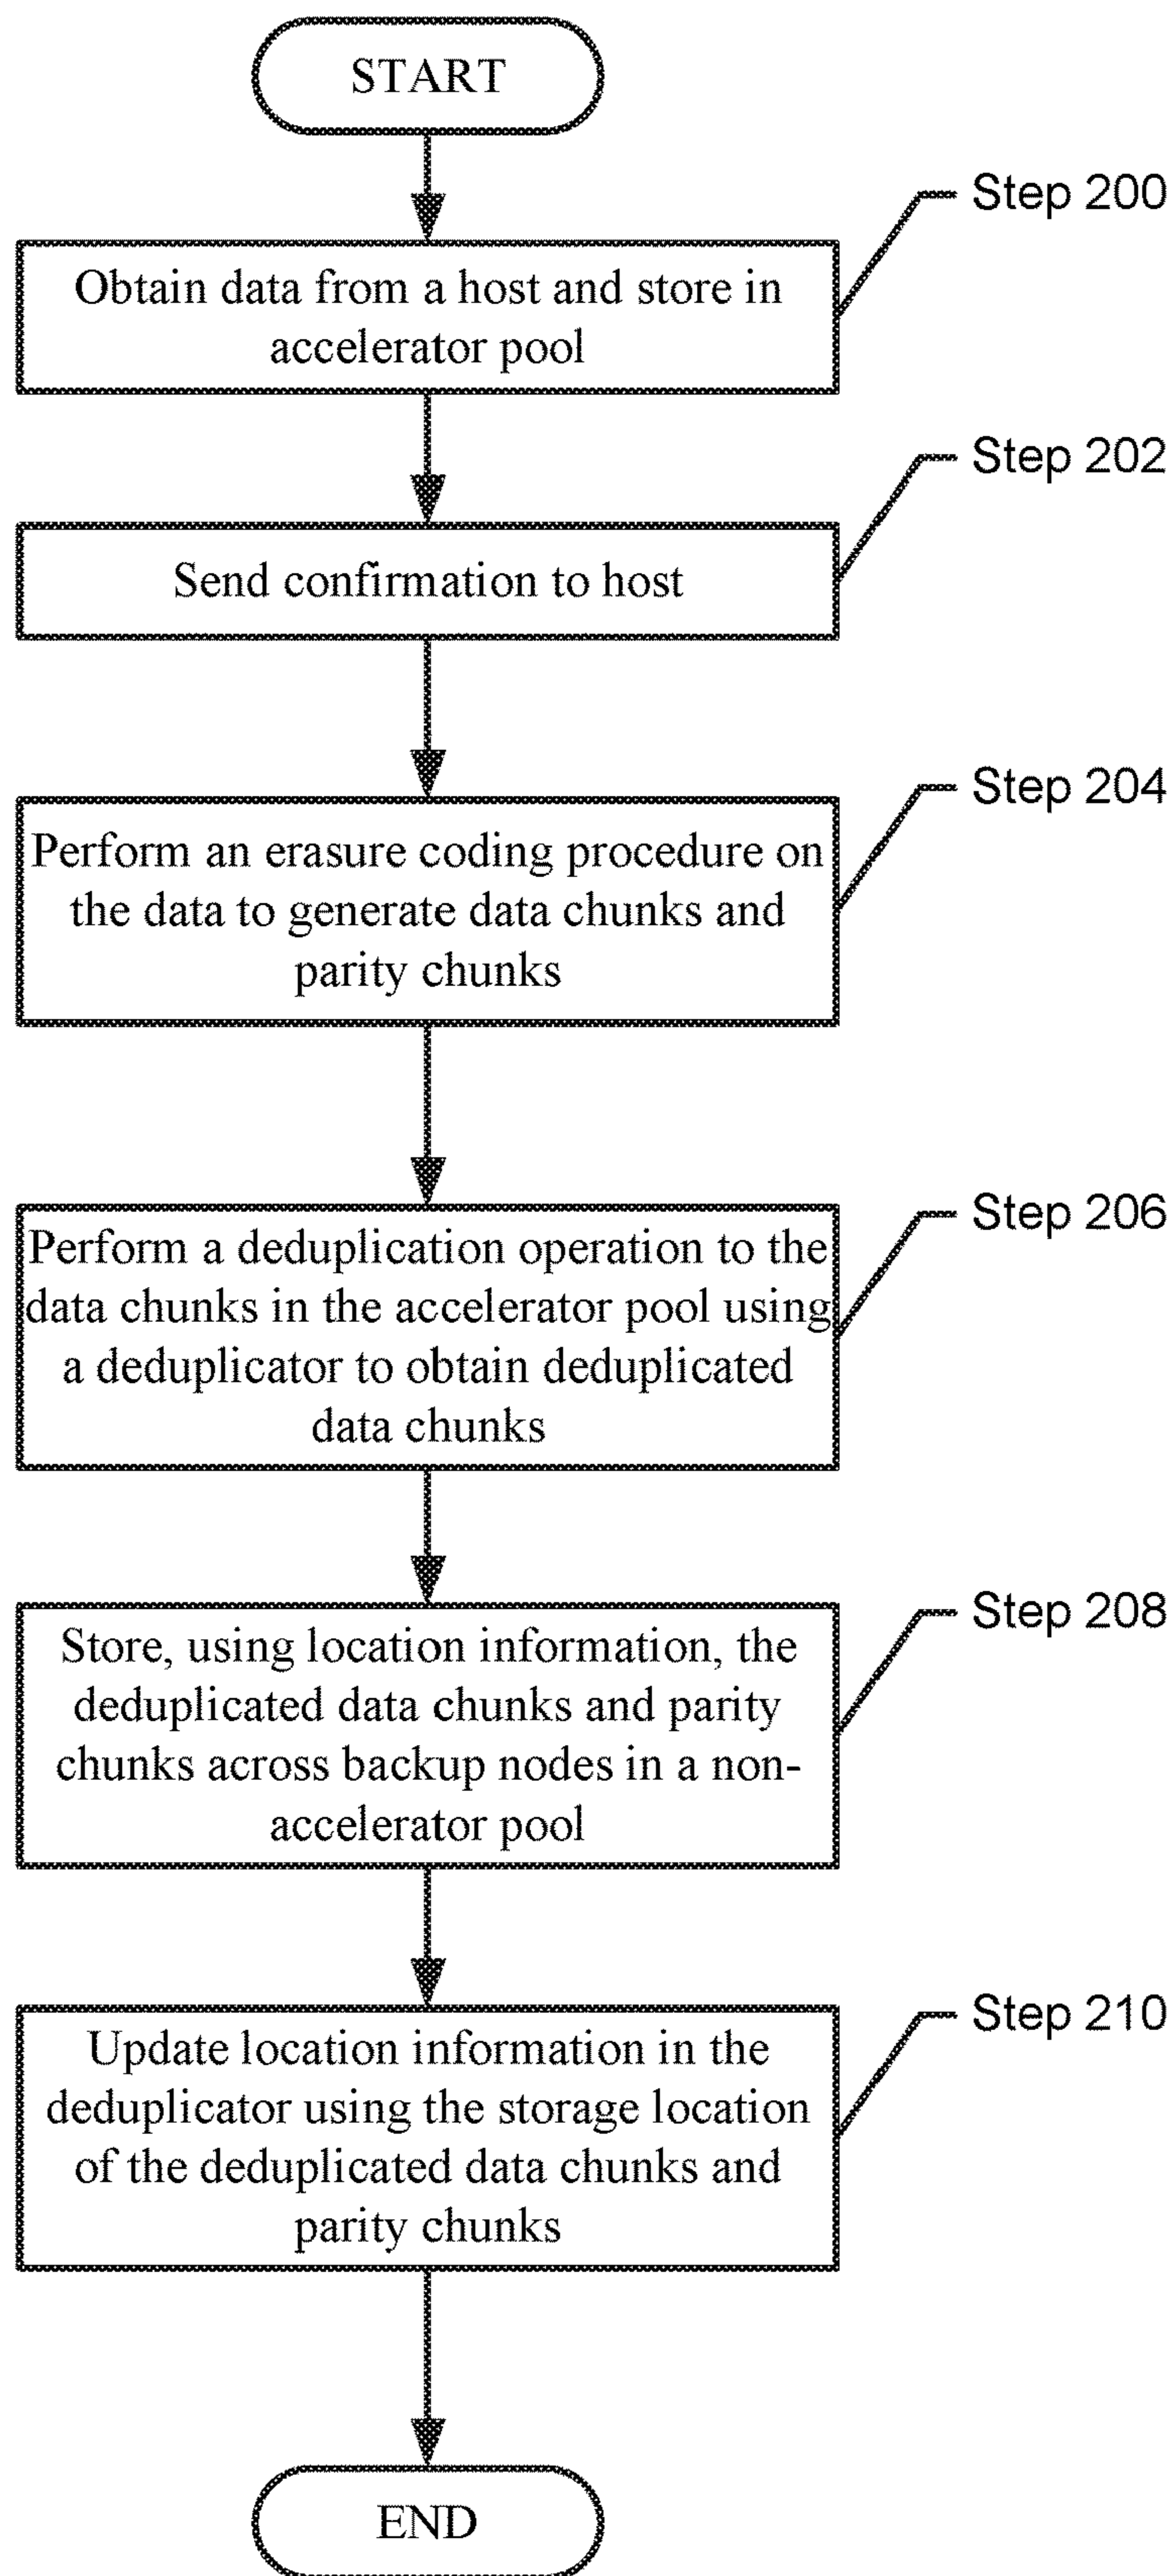 START
Step 200
Obtain data from a host and store in
accelerator pool
Step 202
Send confirmation to host
Step 204
Perform an erasure coding procedure on
the data to generate data chunks and
parity chunks
Step 206
Perform a deduplication operation to the
data chunks in the accelerator pool using
a deduplicator to obtain deduplicated
data chunks
Step 208
Store, using location information, the
deduplicated data chunks and parity
chunks across backup nodes in a non-
accelerator pool
Step 210
Update location information in the
deduplicator using the storage location
of the deduplicated data chunks and
parity chunks
END